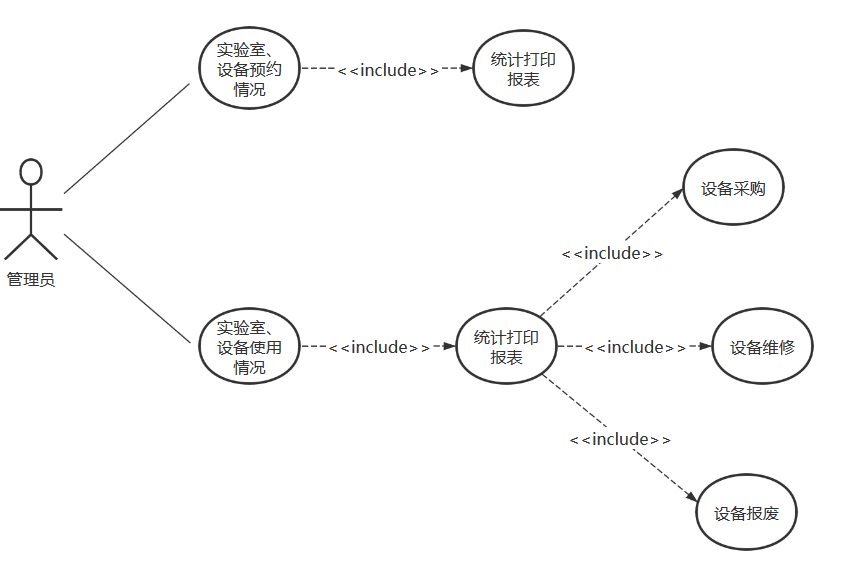 实验室、
设备预约
情况
<<include>>
统计打印
报表
设备采购
<<include>>
管理员
实验室、
设备使用
情况
<<include>>
统计打印
报表
<<include>>
设备维修
<<include>>
设备报废